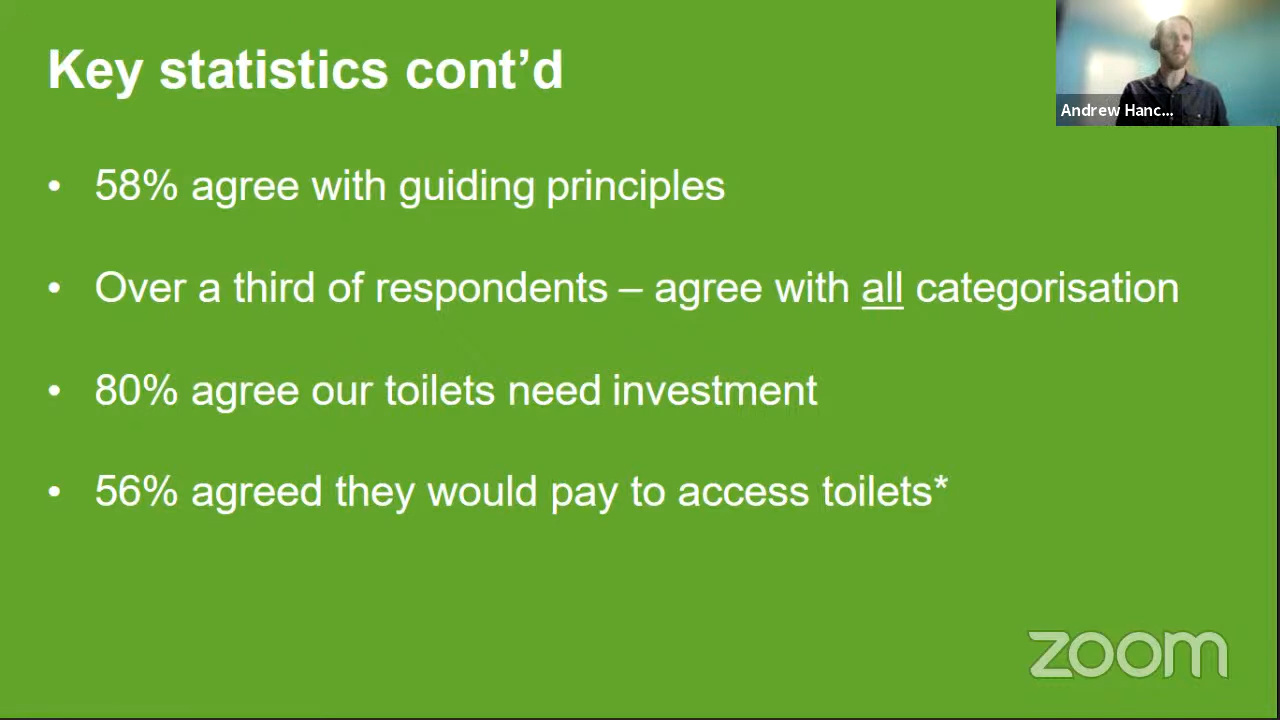 Key statistics cont’d
Andrew Hanc...
• 58% agree with guiding principles
• Over a third of respondents – agree with all categorisation
• 80% agree our toilets need investment
• 56% agreed they would pay to access toilets*
zoom